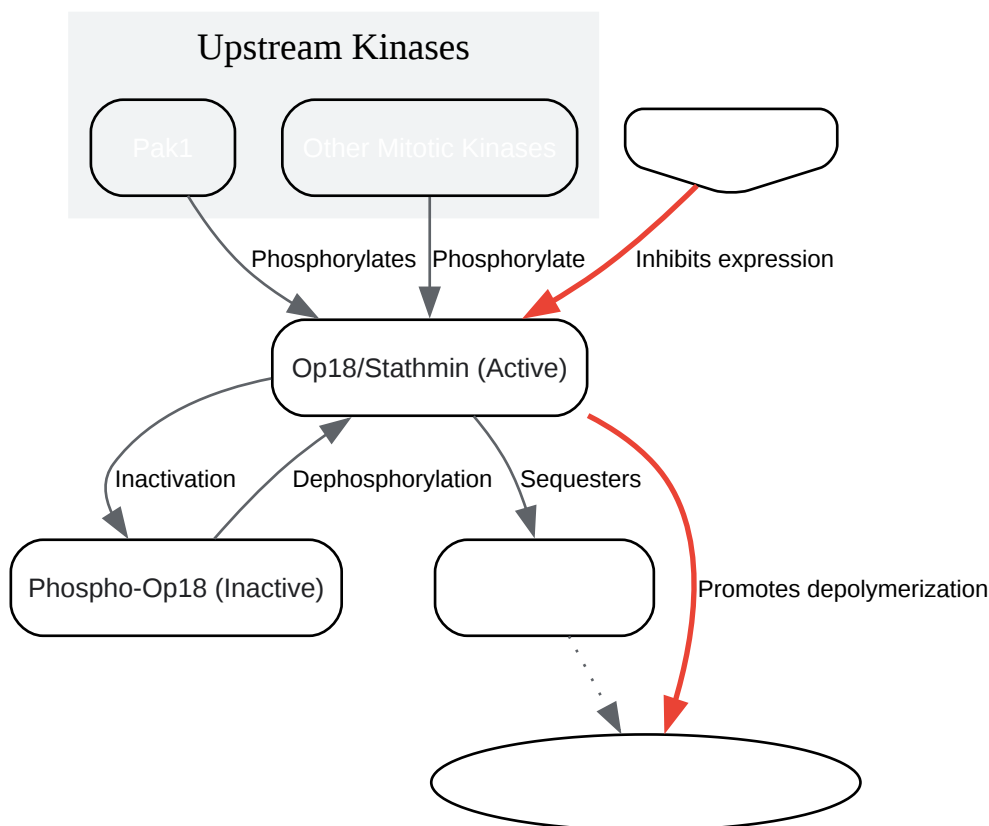 Upstream Kinases
Pak1
Other Mitotic Kinases
Phosphorylates
Phosphorylate
Inhibits expression
Op18/Stathmin (Active)
Inactivation
Dephosphorylation
Sequesters
Phospho-Op18 (Inactive)
Promotes depolymerization